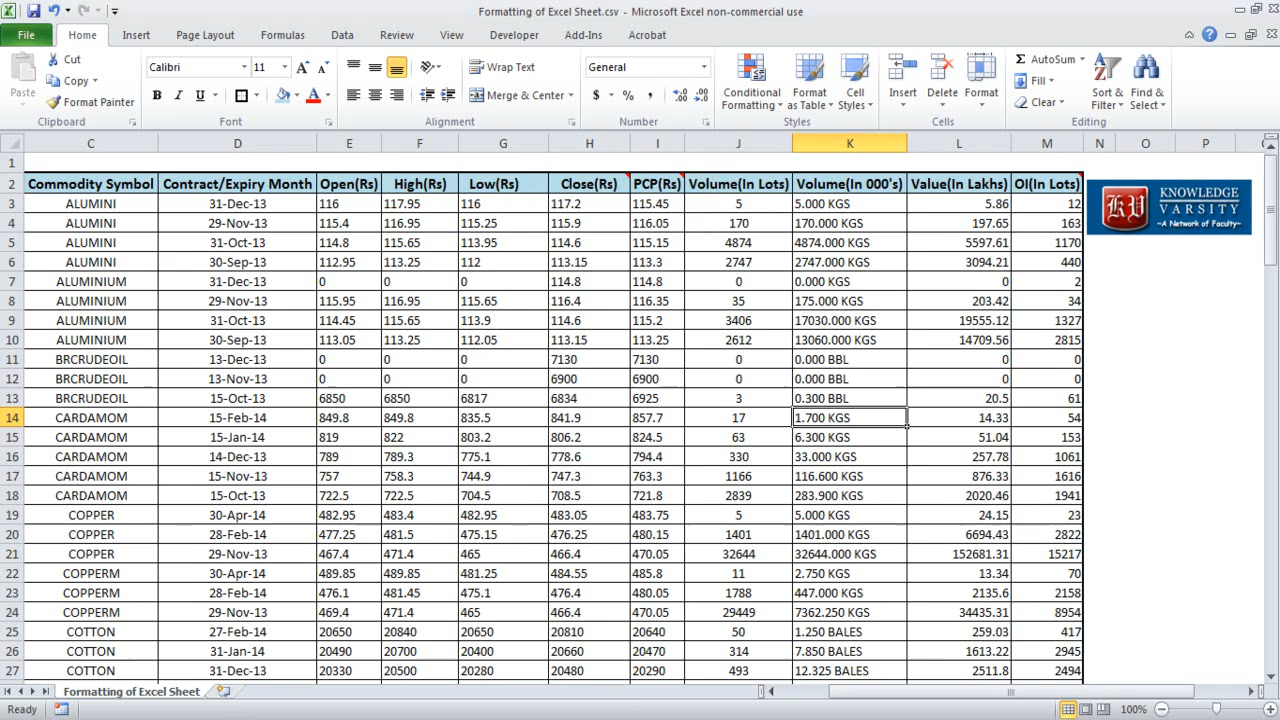 Formatting of Excel Sheet.csv - Microsoft Excel non-commercial use
File Home Insert Page Layout Formulas Data Review View Developer Add-Ins Acrobat
Paste Cut Copy Format Painter
Calibri 11 B I U A
Wrap Text Merge & Center
General $ % ,
Conditional Formatting Format as Table Cell Styles
Insert Delete Format
AutoSum Fill Clear Sort & Filter Find & Select
Clipboard Font Alignment Number Styles Cells Editing
C D E F G H I J K L M N O P
1
2 Commodity Symbol Contract/Expiry Month Open(Rs) High(Rs) Low(Rs) Close(Rs) PCP(Rs) Volume(In Lots) Volume(In 000's) Value(In Lakhs) OI(In Lots)
3 ALUMINI 31-Dec-13 116 117.95 116 117.2 115.45 5 5.000 KGS 5.86 12
4 ALUMINI 29-Nov-13 115.4 116.95 115.25 115.9 116.05 170 170.000 KGS 197.65 163
5 ALUMINI 31-Oct-13 114.8 115.65 113.95 114.6 115.15 4874 4874.000 KGS 5597.61 1170
6 ALUMINI 30-Sep-13 112.95 113.25 112 113.15 113.3 2747 2747.000 KGS 3094.21 440
7 ALUMINIUM 31-Dec-13 0 0 0 114.8 114.8 0 0.000 KGS 0 2
8 ALUMINIUM 29-Nov-13 115.95 116.95 115.65 116.4 116.35 35 175.000 KGS 203.42 34
9 ALUMINIUM 31-Oct-13 114.45 115.65 113.9 114.6 115.2 3406 17030.000 KGS 19555.12 1327
10 ALUMINIUM 30-Sep-13 113.05 113.25 112.05 113.15 113.25 2612 13060.000 KGS 14709.56 2815
11 BRCRUDEOIL 13-Dec-13 0 0 0 7130 7130 0 0.000 BBL 0 0
12 BRCRUDEOIL 13-Nov-13 0 0 0 6900 6900 0 0.000 BBL 0 0
13 BRCRUDEOIL 15-Oct-13 6850 6850 6817 6834 6925 3 0.300 BBL 20.5 61
14 CARDAMOM 15-Feb-14 849.8 849.8 835.5 841.9 857.7 17 1.700 KGS 14.33 54
15 CARDAMOM 15-Jan-14 819 822 803.2 806.2 824.5 63 6.300 KGS 51.04 153
16 CARDAMOM 14-Dec-13 789 789.3 775.1 778.6 794.4 330 33.000 KGS 257.78 1061
17 CARDAMOM 15-Nov-13 757 758.3 744.9 747.3 763.3 1166 116.600 KGS 876.33 1616
18 CARDAMOM 15-Oct-13 722.5 722.5 704.5 708.5 721.8 2839 283.900 KGS 2020.46 1941
19 COPPER 30-Apr-14 482.95 483.4 482.95 483.05 483.75 5 5.000 KGS 24.15 23
20 COPPER 28-Feb-14 477.25 481.5 475.15 476.25 480.15 1401 1401.000 KGS 6694.43 2822
21 COPPER 29-Nov-13 467.4 471.4 465 466.4 470.05 32644 32644.000 KGS 152681.31 15217
22 COPPERM 30-Apr-14 489.85 489.85 481.25 484.55 485.8 11 2.750 KGS 13.34 70
23 COPPERM 28-Feb-14 476.1 481.45 475.1 476.4 480.05 1788 447.000 KGS 2135.6 2158
24 COPPERM 29-Nov-13 469.4 471.4 465 466.4 470.05 29449 7362.250 KGS 34435.31 8954
25 COTTON 27-Feb-14 20650 20840 20650 20810 20640 50 1.250 BALES 259.03 417
26 COTTON 31-Jan-14 20490 20700 20400 20660 20470 314 7.850 BALES 1613.22 2945
27 COTTON 31-Dec-13 20330 20500 20280 20480 20290 493 12.325 BALES 2511.8 2494
KV KNOWLEDGE
VARSITY
~A Network of Faculty~
Formatting of Excel Sheet
Ready 100%